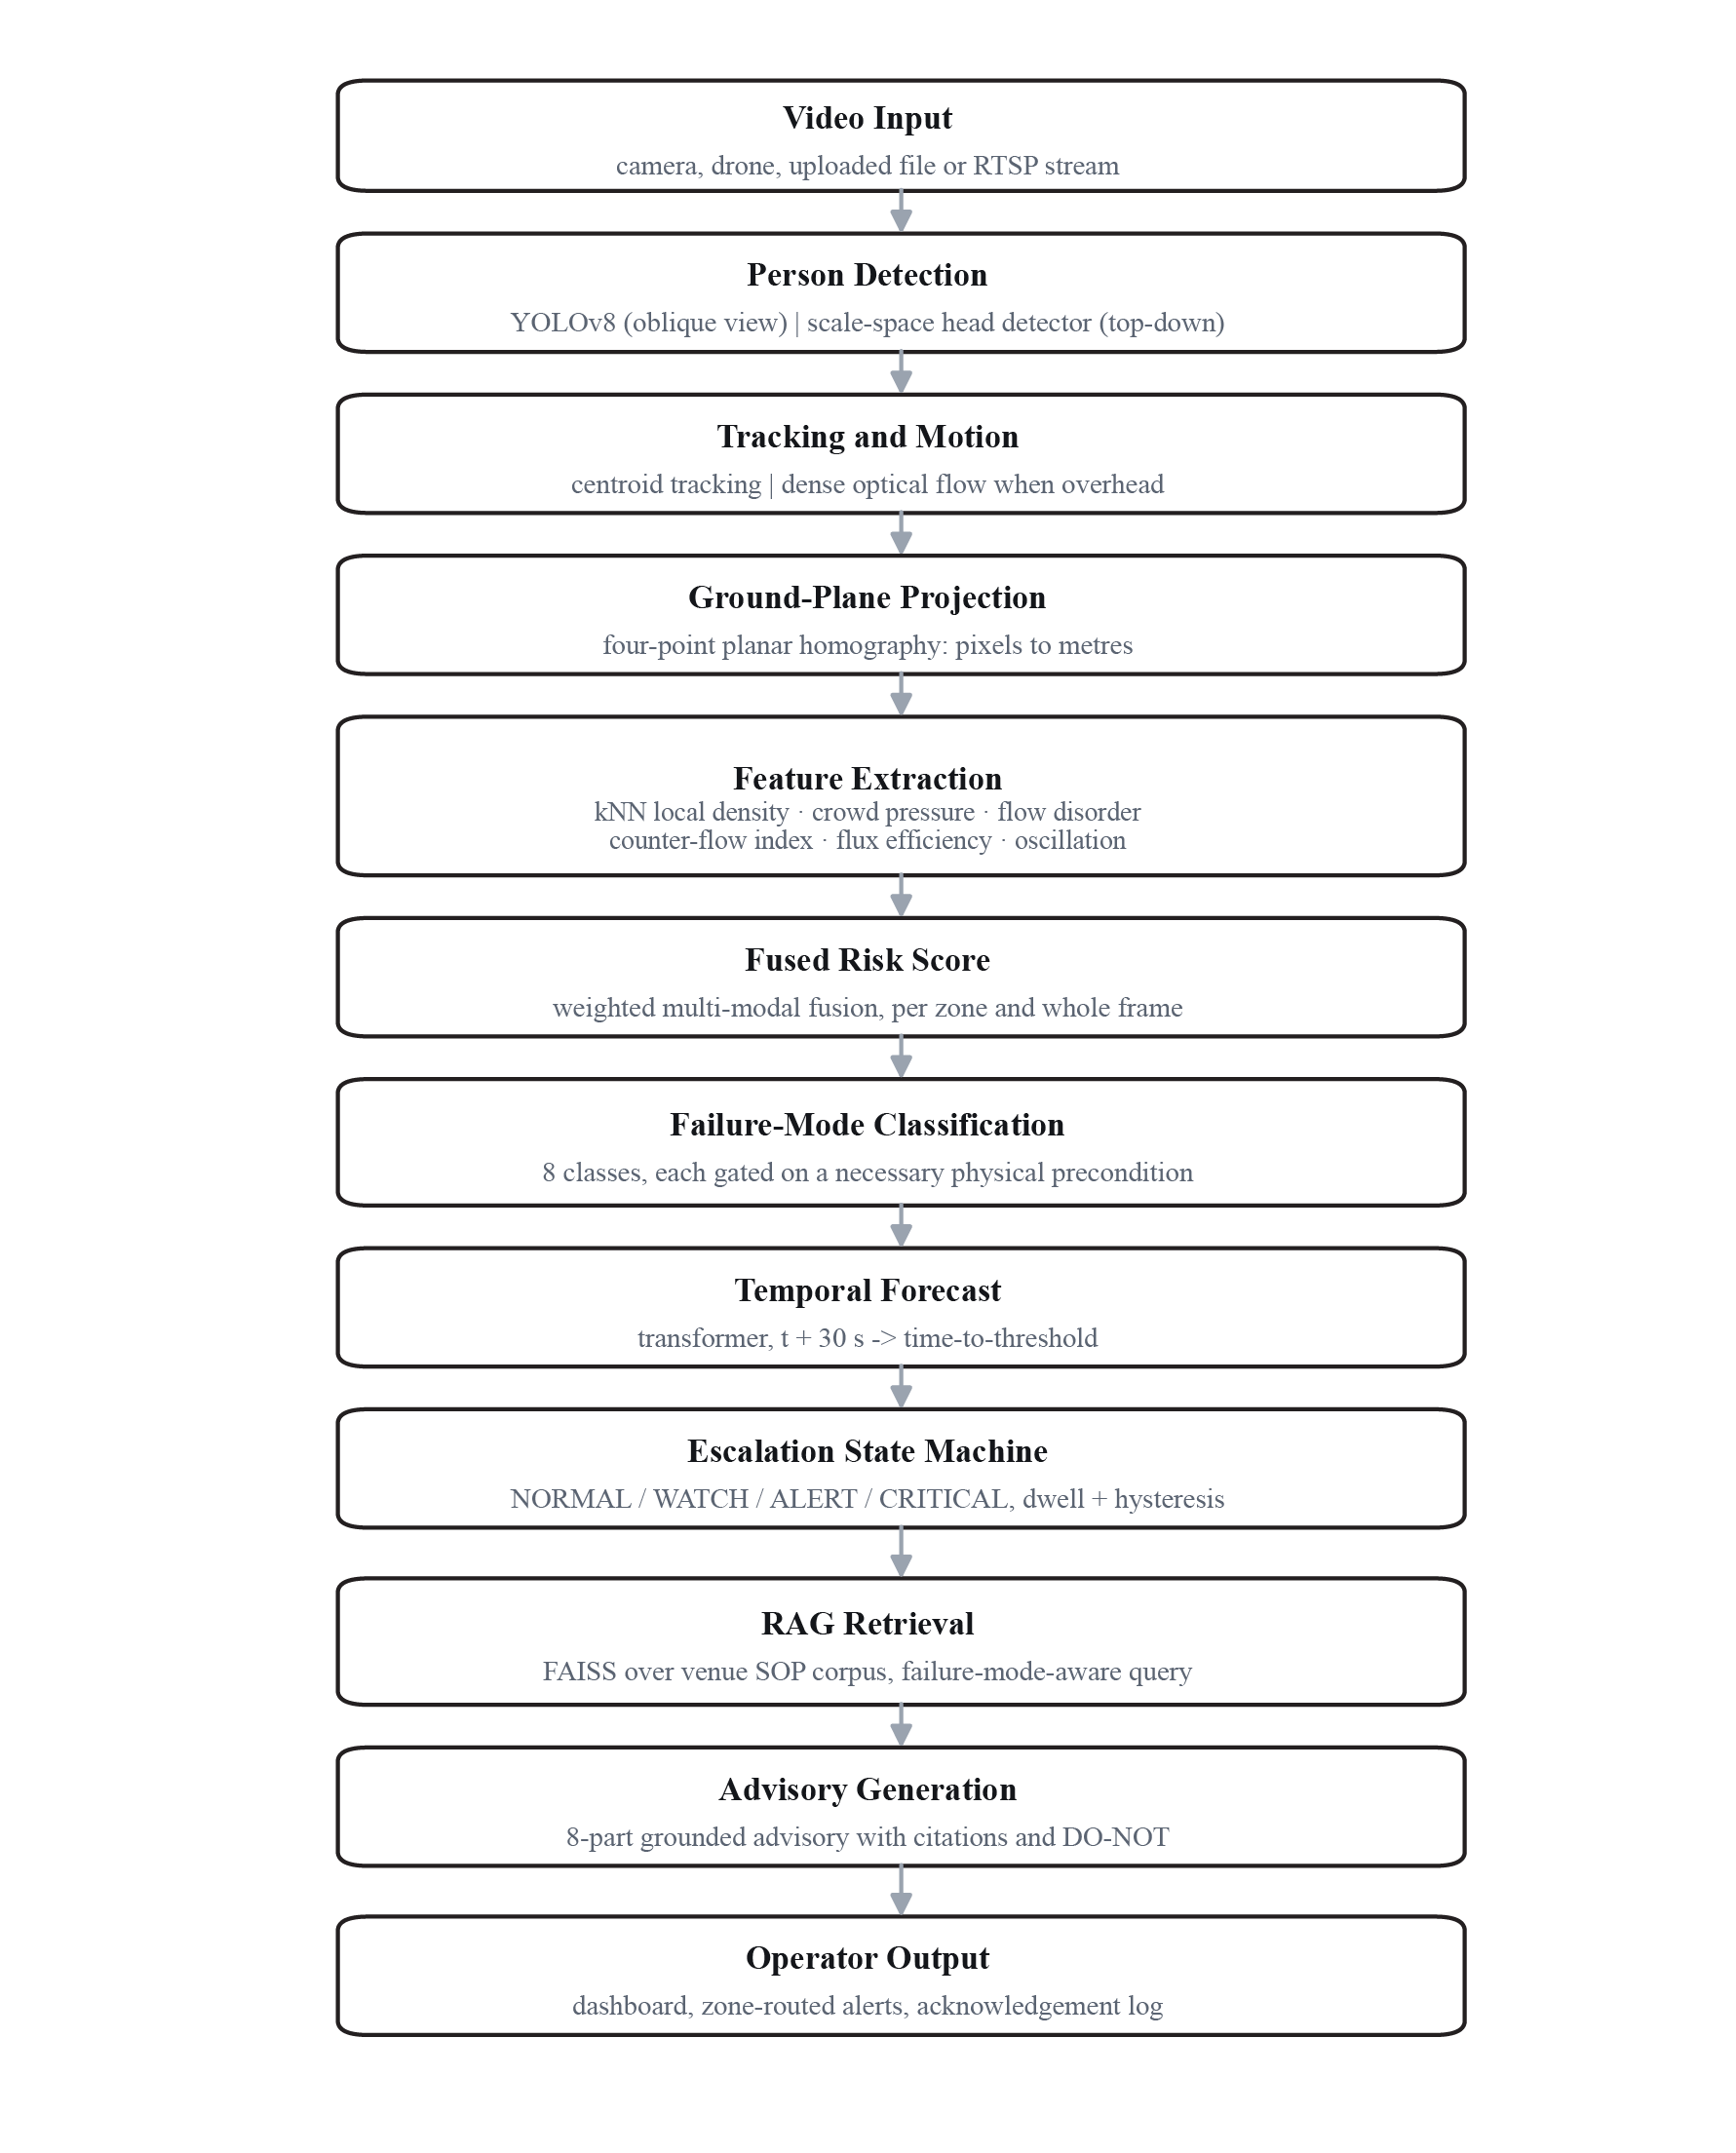 Video Input
camera, drone, uploaded file or RTSP stream
Person Detection
YOLOv8 (oblique view) | scale-space head detector (top-down)
Tracking and Motion
centroid tracking | dense optical flow when overhead
Ground-Plane Projection
four-point planar homography: pixels to metres
Feature Extraction
kNN local density · crowd pressure · flow disorder
counter-flow index · flux efficiency · oscillation
Fused Risk Score
weighted multi-modal fusion, per zone and whole frame
Failure-Mode Classification
8 classes, each gated on a necessary physical precondition
Temporal Forecast
transformer, t + 30 s -> time-to-threshold
Escalation State Machine
NORMAL / WATCH / ALERT / CRITICAL, dwell + hysteresis
RAG Retrieval
FAISS over venue SOP corpus, failure-mode-aware query
Advisory Generation
8-part grounded advisory with citations and DO-NOT
Operator Output
dashboard, zone-routed alerts, acknowledgement log